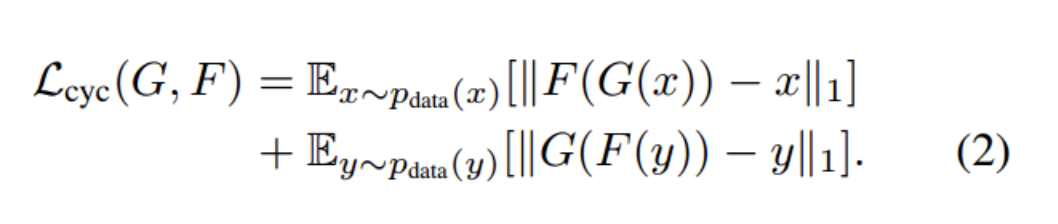 ℒcyc(G, F) = 𝔼x∼pdata(x)[‖F(G(x)) − x‖1]
+ 𝔼y∼pdata(y)[‖G(F(y)) − y‖1]. (2)